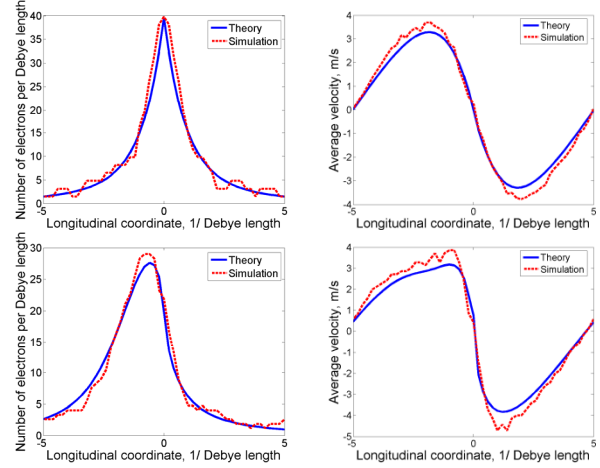 Number of electrons per Debye length
40
35
30
25
20
15
10
5
0
-5
0
5
Longitudinal coordinate, 1/ Debye length
Theory
Simulation
Average velocity, m/s
4
3
2
1
0
-1
-2
-3
-4
-5
0
5
Longitudinal coordinate, 1/ Debye length
Theory
Simulation
Number of electrons per Debye length
30
25
20
15
10
5
0
-5
0
5
Longitudinal coordinate, 1/ Debye length
Theory
Simulation
Average velocity, m/s
4
3
2
1
0
-1
-2
-3
-4
-5
-5
0
5
Longitudinal coordinate, 1/ Debye length
Theory
Simulation